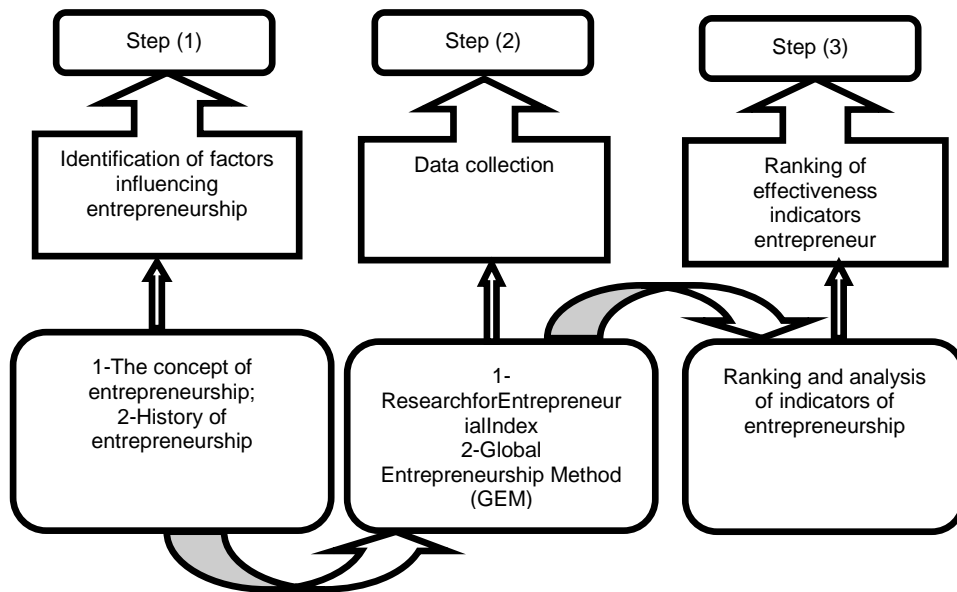 Step (1)
Step (2)
Step (3)
Identification of factors
influencing
entrepreneurship
Data collection
Ranking of
effectiveness
indicators
entrepreneur
1-The concept of
entrepreneurship;
2-History of
entrepreneurship
1-
ResearchforEntrepreneur
ialIndex
2-Global
Entrepreneurship Method
(GEM)
Ranking and analysis
of indicators of
entrepreneurship